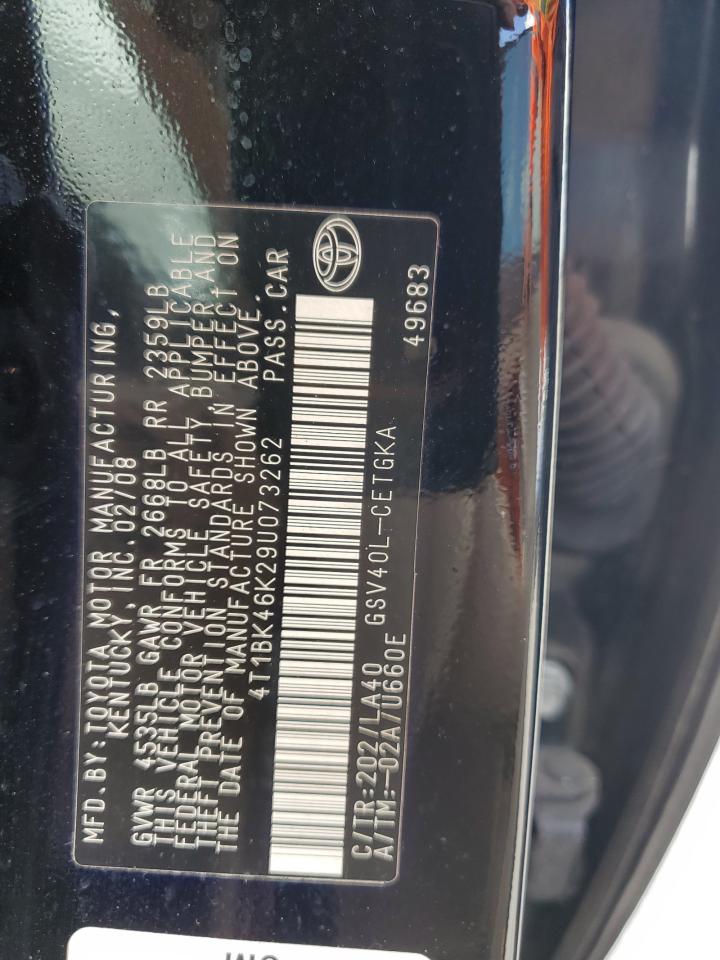 MFD.BY:TOYOTA MOTOR MANUFACTURING,
KENTUCKY,INC.02/08
GVWR 4535LB GAWR FR 2668LB RR 2359LB
THIS VEHICLE CONFORMS TO ALL APPLICABLE
FEDERAL MOTOR VEHICLE SAFETY, BUMPER AND
THEFT PREVENTION STANDARDS IN EFFECT ON
THE DATE OF MANUFACTURE SHOWN ABOVE.
4T1BK46K29U073262 PASS.CAR
C/TR:202/LA40 GSV40L-CETGKA
A/TM:-02A/U660E 49683